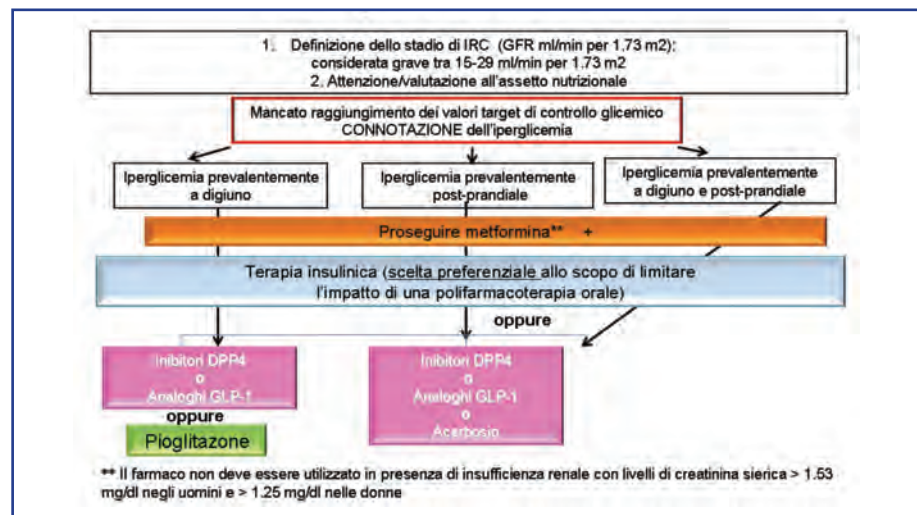 1. Definizione dello stadio di IRC (GFR ml/min per 1,73 m2):
considerata grave tra 15-29 ml/min per 1,73 m2
2. Attenzione/valutazione all'assetto nutrizionale
Mancato raggiungimento dei valori target di controllo glicemico
CONNOTAZIONE dell'iperglicemia
Iperglicemia prevalentemente
a digiuno
Iperglicemia prevalentemente
post-prandiale
Iperglicemia prevalentemente
a digiuno e post-prandiale
Proseguire metformina** +
Terapia insulinica (scelta preferenziale allo scopo di limitare
l'impatto di una polifarmacoterapia orale)
oppure
Inibitori DPP4
o
Analoghi GLP-1
oppure
Pioglitazone
Inibitori DPP4
o
Analoghi GLP-1
o
Acarbosio
** Il farmaco non deve essere utilizzato in presenza di insufficienza renale con livelli di creatinina sierica > 1.53
mg/dl negli uomini e > 1.25 mg/dl nelle donne